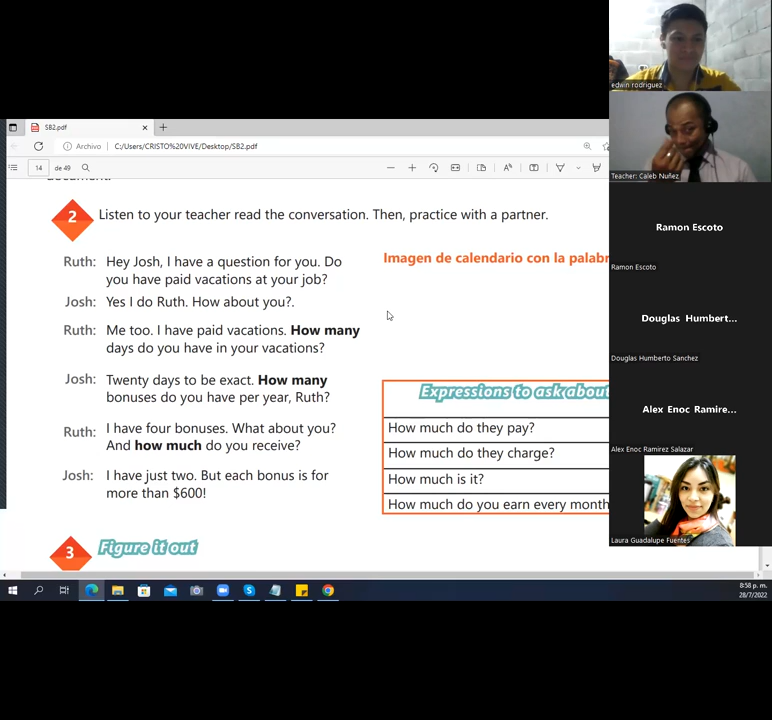 SB2.pdf
Archivo
C:/Users/CRISTO%20VIVE/Desktop/SB2.pdf
14 de 49
2 Listen to your teacher read the conversation. Then, practice with a partner.
Ruth: Hey Josh, I have a question for you. Do
you have paid vacations at your job?
Josh: Yes I do Ruth. How about you?.
Ruth: Me too. I have paid vacations. How many
days do you have in your vacations?
Josh: Twenty days to be exact. How many
bonuses do you have per year, Ruth?
Ruth: I have four bonuses. What about you?
And how much do you receive?
Josh: I have just two. But each bonus is for
more than $600!
Imagen de calendario con la palabr
Expressions to ask about
How much do they pay?
How much do they charge?
How much is it?
How much do you earn every month
3 Figure it out
edwin rodriguez
Teacher: Caleb Nuñez
Ramon Escoto
Ramon Escoto
Douglas Humbert...
Douglas Humberto Sanchez
Alex Enoc Ramire...
Alex Enoc Ramirez Salazar
Laura Guadalupe Fuentes
8:58 p. m.
28/7/2022